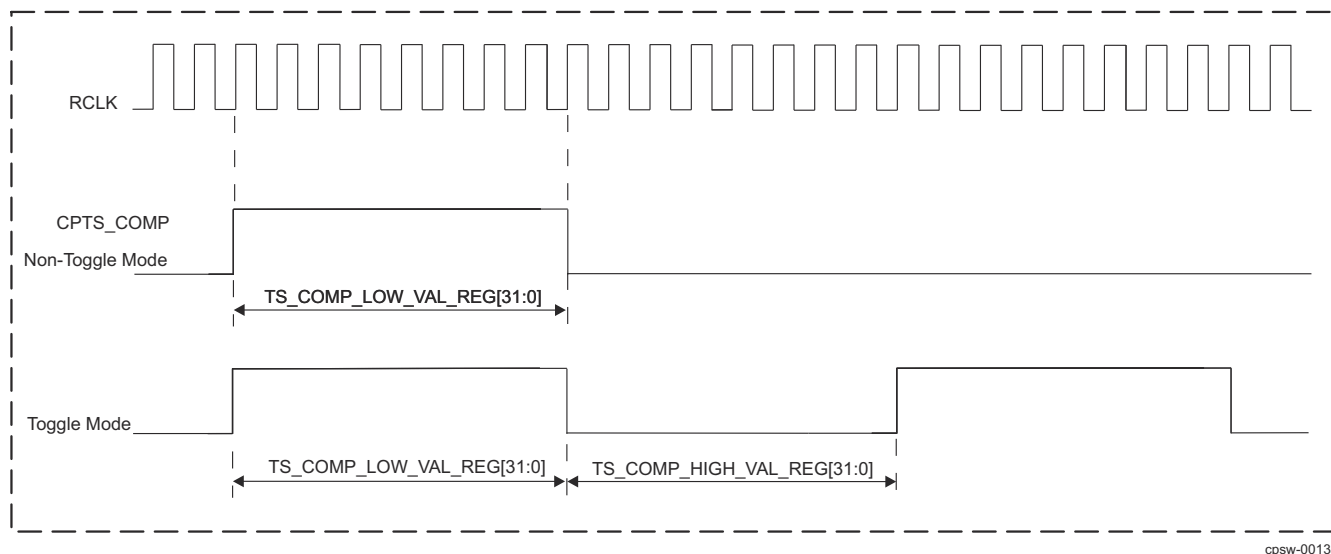 RCLK
CPTS_COMP
Non-Toggle Mode
TS_COMP_LOW_VAL_REG[31:0]
Toggle Mode
TS_COMP_LOW_VAL_REG[31:0]
TS_COMP_HIGH_VAL_REG[31:0]
cpsw-0013